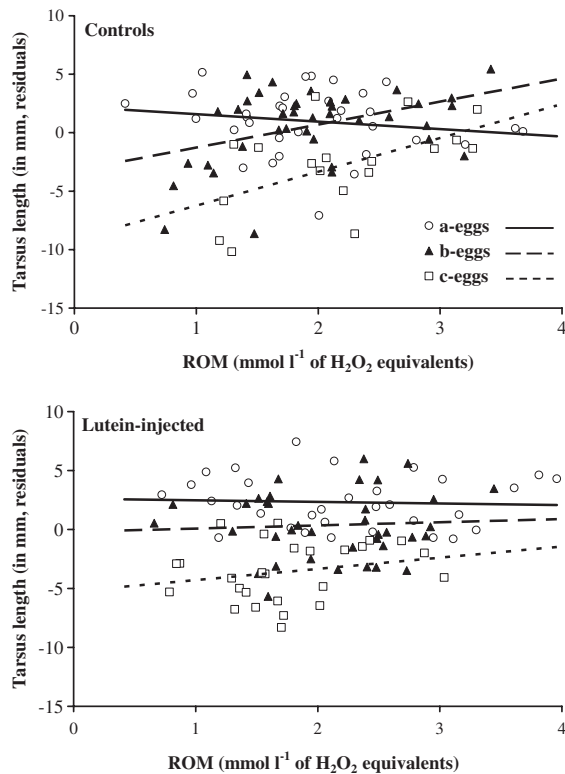 Controls
Tarsus length (in mm, residuals)
10
5
0
-5
-10
-15
a-eggs
b-eggs
c-eggs
0 1 2 3 4
ROM (mmol l⁻¹ of H₂O₂ equivalents)
Lutein-injected
Tarsus length (in mm, residuals)
10
5
0
-5
-10
-15
0 1 2 3 4
ROM (mmol l⁻¹ of H₂O₂ equivalents)